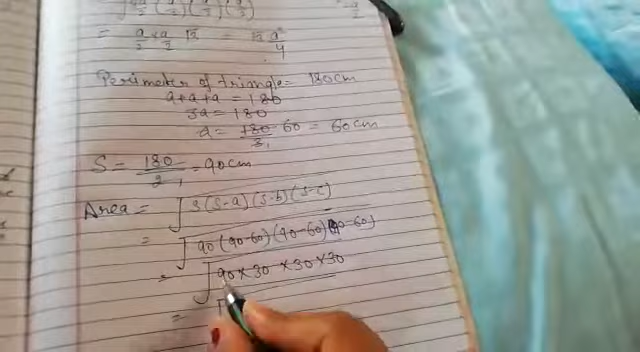 = a/2 × a/2 √3 = √3 a²/4
Perimeter of triangle = 180cm
a+a+a = 180
3a = 180
a = 180/3 60 = 60cm
S = 180/2 = 90cm
Area = √s(s-a)(s-b)(s-c)
= √90(90-60)(90-60)(90-60)
= √90×30×30×30
=